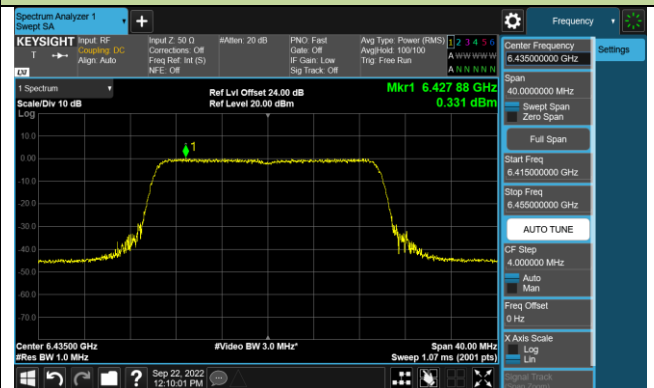 Spectrum Analyzer 1
Swept SA
+
Frequency
KEYSIGHT
Input: RF
Coupling: DC
Align: Auto
Input Z: 50 Ω
Corrections: Off
Freq Ref: Int (S)
NFE: Off
#Atten: 20 dB
PNO: Fast
Gate: Off
IF Gain: Low
Sig Track: Off
Avg Type: Power (RMS)
Avg|Hold: 100/100
Trig: Free Run
1 2 3 4 5 6
A W W W W W
A N N N N N
T
LXI
Center Frequency
6.435000000 GHz
Settings
Span
40.0000000 MHz
Swept Span
Zero Span
Full Span
Start Freq
6.415000000 GHz
Stop Freq
6.455000000 GHz
AUTO TUNE
CF Step
4.000000 MHz
Auto
Man
Freq Offset
0 Hz
X Axis Scale
Log
Lin
Signal Track
1 Spectrum
Scale/Div 10 dB
Log
Ref Lvl Offset 24.00 dB
Ref Level 20.00 dBm
Mkr1 6.427 88 GHz
0.331 dBm
1
10.0
0.00
-10.0
-20.0
-30.0
-40.0
-50.0
-60.0
-70.0
Center 6.43500 GHz
#Res BW 1.0 MHz
#Video BW 3.0 MHz*
Span 40.00 MHz
Sweep 1.07 ms (2001 pts)
?
Sep 22, 2022
12:10:01 PM